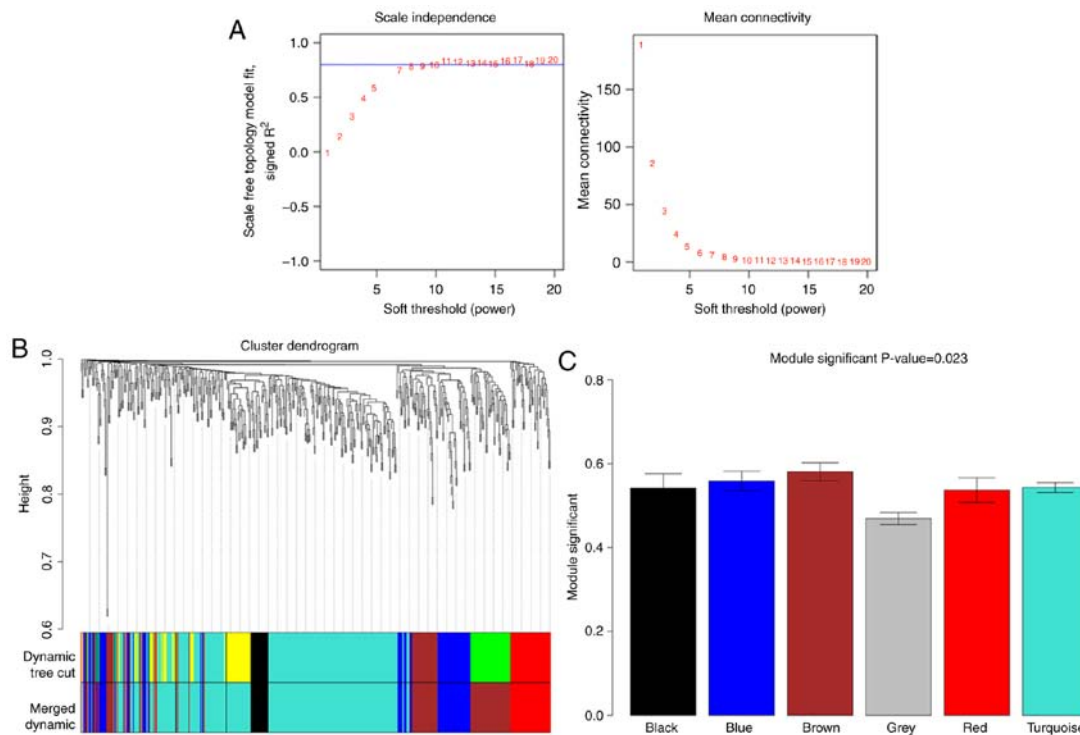 A
Scale independence
Scale free topology model fit,
signed R²
1.0
0.5
0.0
−0.5
−1.0
1
2
3
4
5
7
8
9
10
11
12
13
14
15
16
17
18
19
20
5
10
15
20
Soft threshold (power)
Mean connectivity
Mean connectivity
150
100
50
0
1
2
3
4
5
6
7
8
9
10
11
12
13
14
15
16
17
18
19
20
5
10
15
20
Soft threshold (power)
B
Cluster dendrogram
Height
1.0
0.9
0.8
0.7
0.6
Dynamic
tree cut
Merged
dynamic
C
Module significant P-value=0.023
Module significant
0.8
0.6
0.4
0.2
0.0
Black
Blue
Brown
Grey
Red
Turquoise